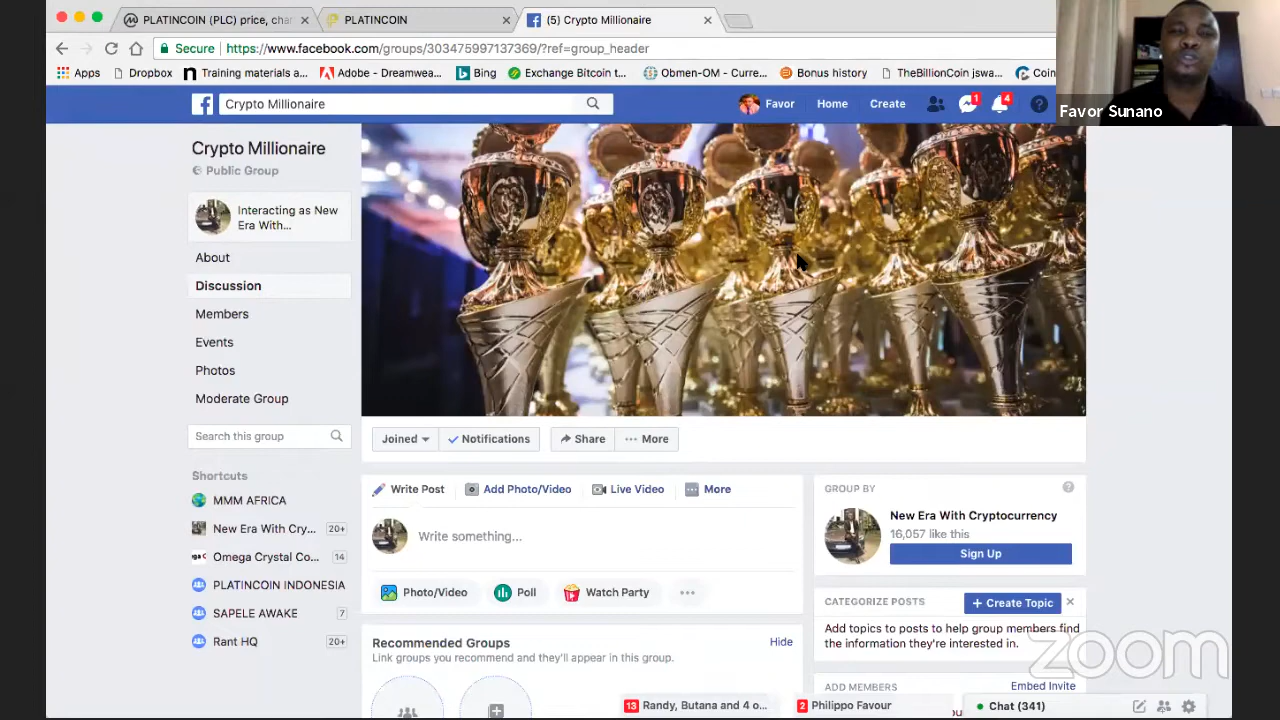 PLATINCOIN (PLC) price, char
PLATINCOIN
(5) Crypto Millionaire
Secure
https://www.facebook.com/groups/303475997137369/?ref=group_header
Apps
Dropbox
Training materials a...
Adobe - Dreamwea...
Bing
Exchange Bitcoin t...
Obmen-OM - Curre...
Bonus history
TheBillionCoin jswa...
Coin
Favor Sunano
Crypto Millionaire
Favor
Home
Create
1
4
Crypto Millionaire
Public Group
Interacting as New
Era With...
About
Discussion
Members
Events
Photos
Moderate Group
Search this group
Joined
Notifications
Share
More
Shortcuts
MMM AFRICA
New Era With Cry... 20+
Omega Crystal Co... 14
PLATINCOIN INDONESIA
SAPELE AWAKE 7
Rant HQ 20+
Write Post
Add Photo/Video
Live Video
More
Write something...
Photo/Video
Poll
Watch Party
Recommended Groups
Hide
Link groups you recommend and they'll appear in this group.
GROUP BY
New Era With Cryptocurrency
16,057 like this
Sign Up
CATEGORIZE POSTS
+ Create Topic
Add topics to posts to help group members find
the information they're interested in.
zoom
ADD MEMBERS
Embed Invite
13 Randy, Butana and 4 o...
2 Philippo Favour
Chat (341)